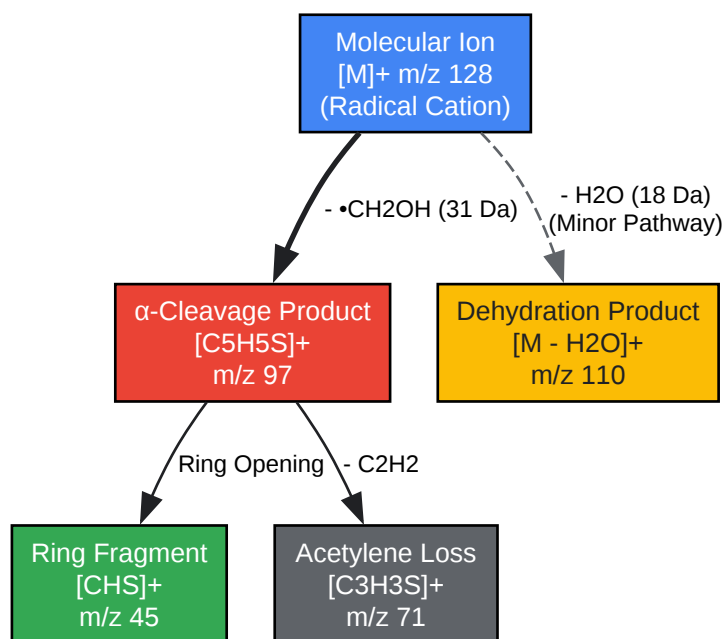 Molecular Ion
[M]+ m/z 128
(Radical Cation)
- •CH2OH (31 Da)
- H2O (18 Da)
(Minor Pathway)
α-Cleavage Product
[C5H5S]+
m/z 97
Dehydration Product
[M - H2O]+
m/z 110
Ring Opening
- C2H2
Ring Fragment
[CHS]+
m/z 45
Acetylene Loss
[C3H3S]+
m/z 71